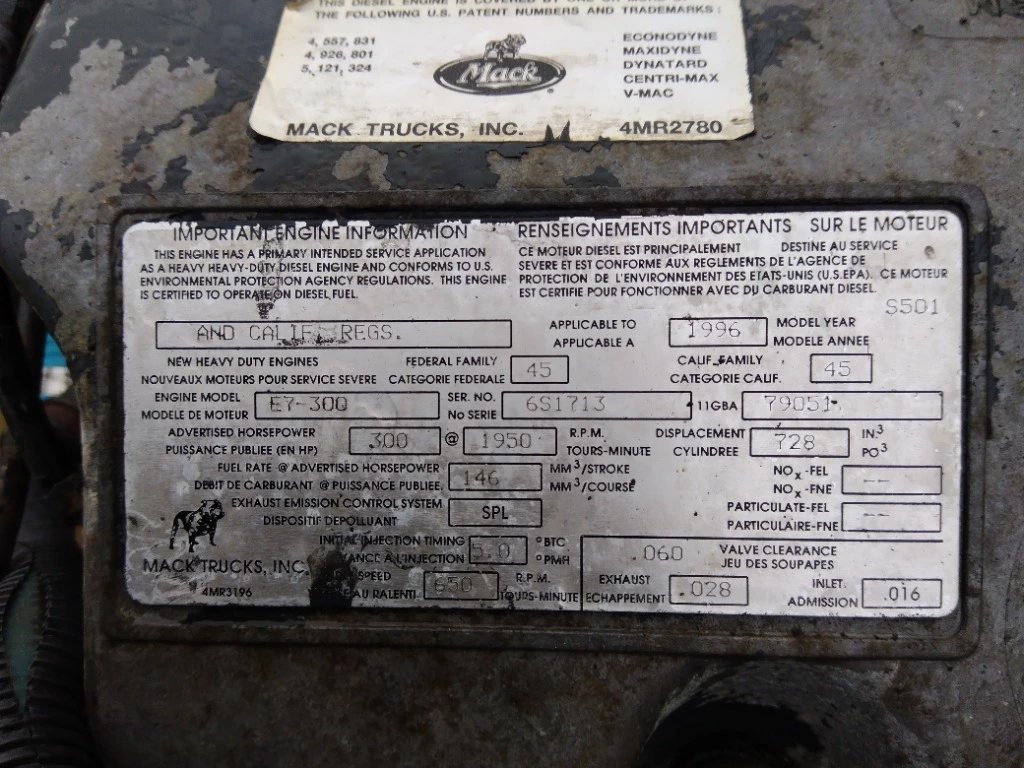 THIS DIESEL ENGINE IS COVERED BY ONE OR MORE OF
THE FOLLOWING U.S. PATENT NUMBERS AND TRADEMARKS:
4, 557, 831
4, 926, 801
5, 121, 324
Mack
ECONODYNE
MAXIDYNE
DYNATARD
CENTRI-MAX
V-MAC
MACK TRUCKS, INC.
4MR2780
IMPORTANT ENGINE INFORMATION
THIS ENGINE HAS A PRIMARY INTENDED SERVICE APPLICATION
AS A HEAVY HEAVY-DUTY DIESEL ENGINE AND CONFORMS TO U.S.
ENVIRONMENTAL PROTECTION AGENCY REGULATIONS. THIS ENGINE
IS CERTIFIED TO OPERATE ON DIESEL FUEL.
RENSEIGNEMENTS IMPORTANTS SUR LE MOTEUR
CE MOTEUR DIESEL EST PRINCIPALEMENT DESTINE AU SERVICE
SEVERE ET EST CONFORME AUX REGLEMENTS DE L'AGENCE DE
PROTECTION DE L'ENVIRONNEMENT DES ETATS-UNIS (U.S.EPA). CE MOTEUR
EST CERTIFIE POUR FONCTIONNER AVEC DU CARBURANT DIESEL.
S501
AND CALIF. REGS.
APPLICABLE TO
APPLICABLE A
1996
MODEL YEAR
MODELE ANNEE
NEW HEAVY DUTY ENGINES
NOUVEAUX MOTEURS POUR SERVICE SEVERE
FEDERAL FAMILY
CATEGORIE FEDERALE
45
CALIF. FAMILY
CATEGORIE CALIF.
45
ENGINE MODEL
MODELE DE MOTEUR
E7-300
SER. NO.
No SERIE
6S1713
11GBA
79051
ADVERTISED HORSEPOWER
PUISSANCE PUBLIEE (EN HP)
300 @ 1950
R.P.M.
TOURS-MINUTE
DISPLACEMENT
CYLINDREE
728
IN.³
PO³
FUEL RATE @ ADVERTISED HORSEPOWER
DEBIT DE CARBURANT @ PUISSANCE PUBLIEE
146
MM³/STROKE
MM³/COURSE
NOx-FEL
NOx-FNE
--
EXHAUST EMISSION CONTROL SYSTEM
DISPOSITIF DEPOLLUANT
SPL
PARTICULATE-FEL
PARTICULAIRE-FNE
--
INITIAL INJECTION TIMING
A L'INJECTION
5.0
°BTC
°PMH
SPEED
AU RALENTI
650
R.P.M.
TOURS-MINUTE
MACK TRUCKS, INC.
4MR3196
.060
VALVE CLEARANCE
JEU DES SOUPAPES
EXHAUST
ECHAPPEMENT
.028
INLET.
ADMISSION
.016